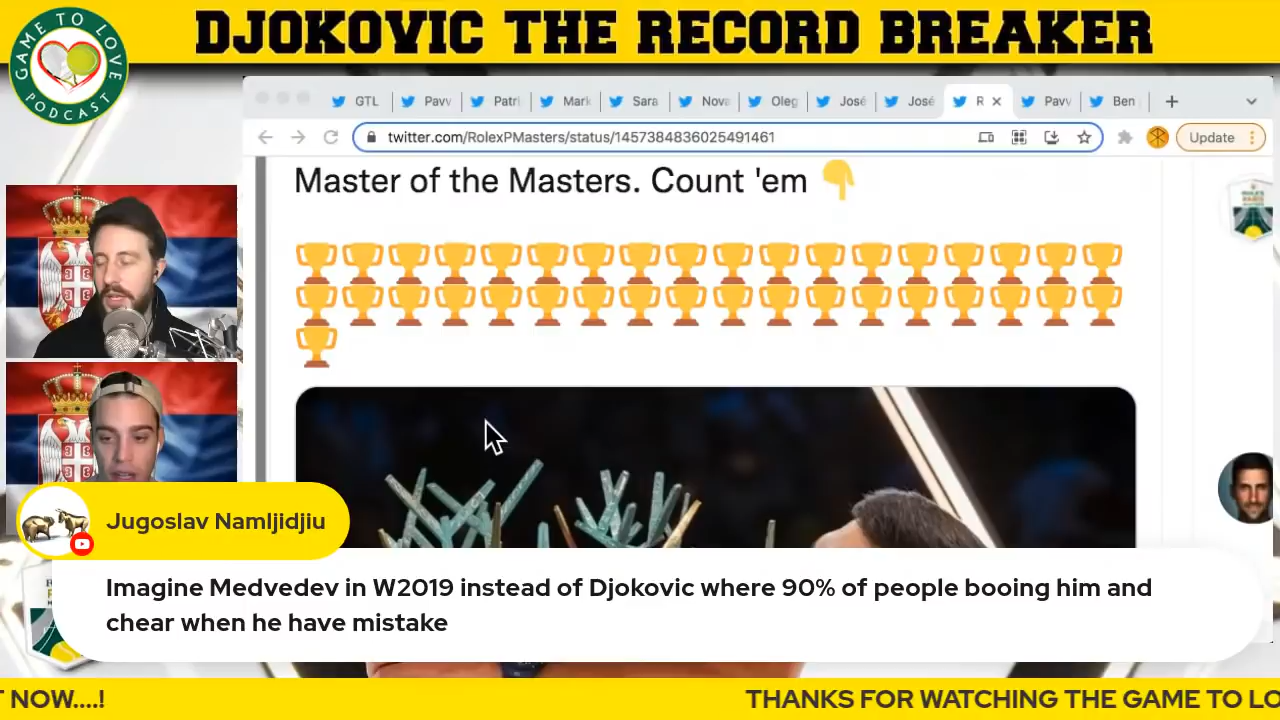 DJOKOVIC THE RECORD BREAKER
GAME TO LOVE
PODCAST
GTL
Pavv
Patri
Mark
Sara
Nova
Oleg
José
José
R
Pavv
Ben
twitter.com/RolexPMasters/status/1457384836025491461
Update
Master of the Masters. Count 'em 👇
🏆🏆🏆🏆🏆🏆🏆🏆🏆🏆🏆🏆🏆🏆🏆🏆🏆🏆
🏆🏆🏆🏆🏆🏆🏆🏆🏆🏆🏆🏆🏆🏆🏆🏆🏆🏆
🏆
Jugoslav Namljidjiu
Imagine Medvedev in W2019 instead of Djokovic where 90% of people booing him and
chear when he have mistake
T NOW....! THANKS FOR WATCHING THE GAME TO LO